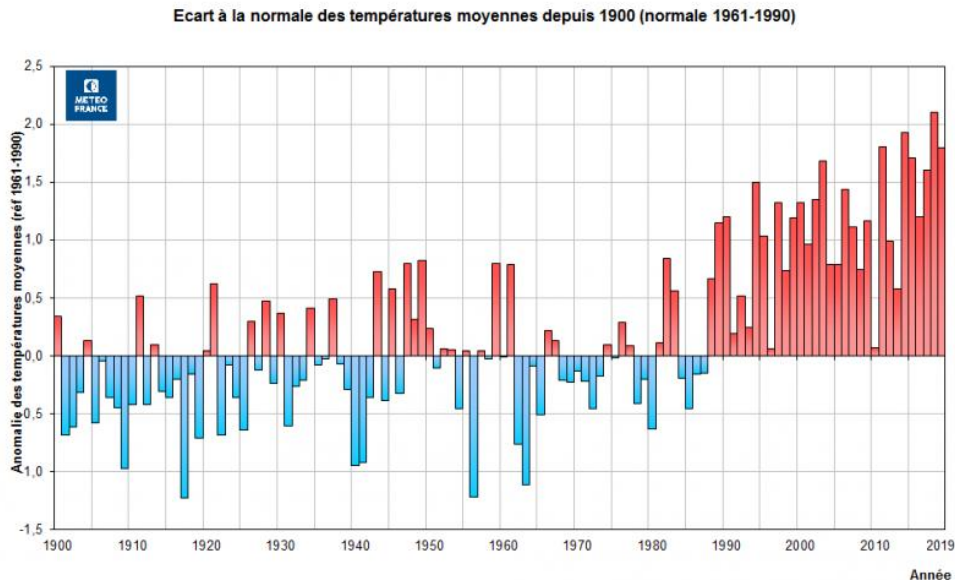 Ecart à la normale des températures moyennes depuis 1900 (normale 1961-1990)
METEO
FRANCE
Anomalie des températures moyennes (réf 1961-1990)
2,5
2,0
1,5
1,0
0,5
0,0
-0,5
-1,0
-1,5
1900 1910 1920 1930 1940 1950 1960 1970 1980 1990 2000 2010 2019
Année